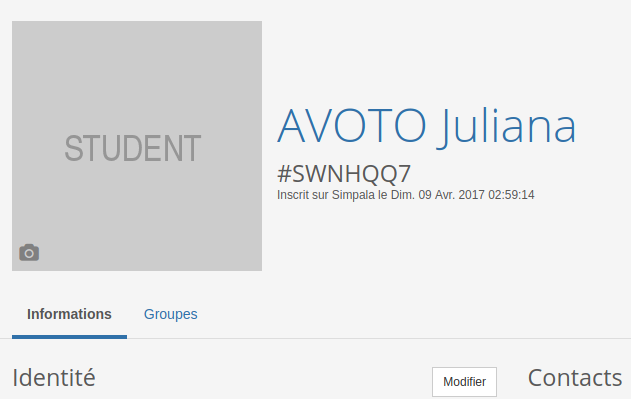 STUDENT
AVOTO Juliana
#SWNHQQ7
Inscrit sur Simpala le Dim. 09 Avr. 2017 02:59:14
Informations Groupes
Identité Modifier Contacts